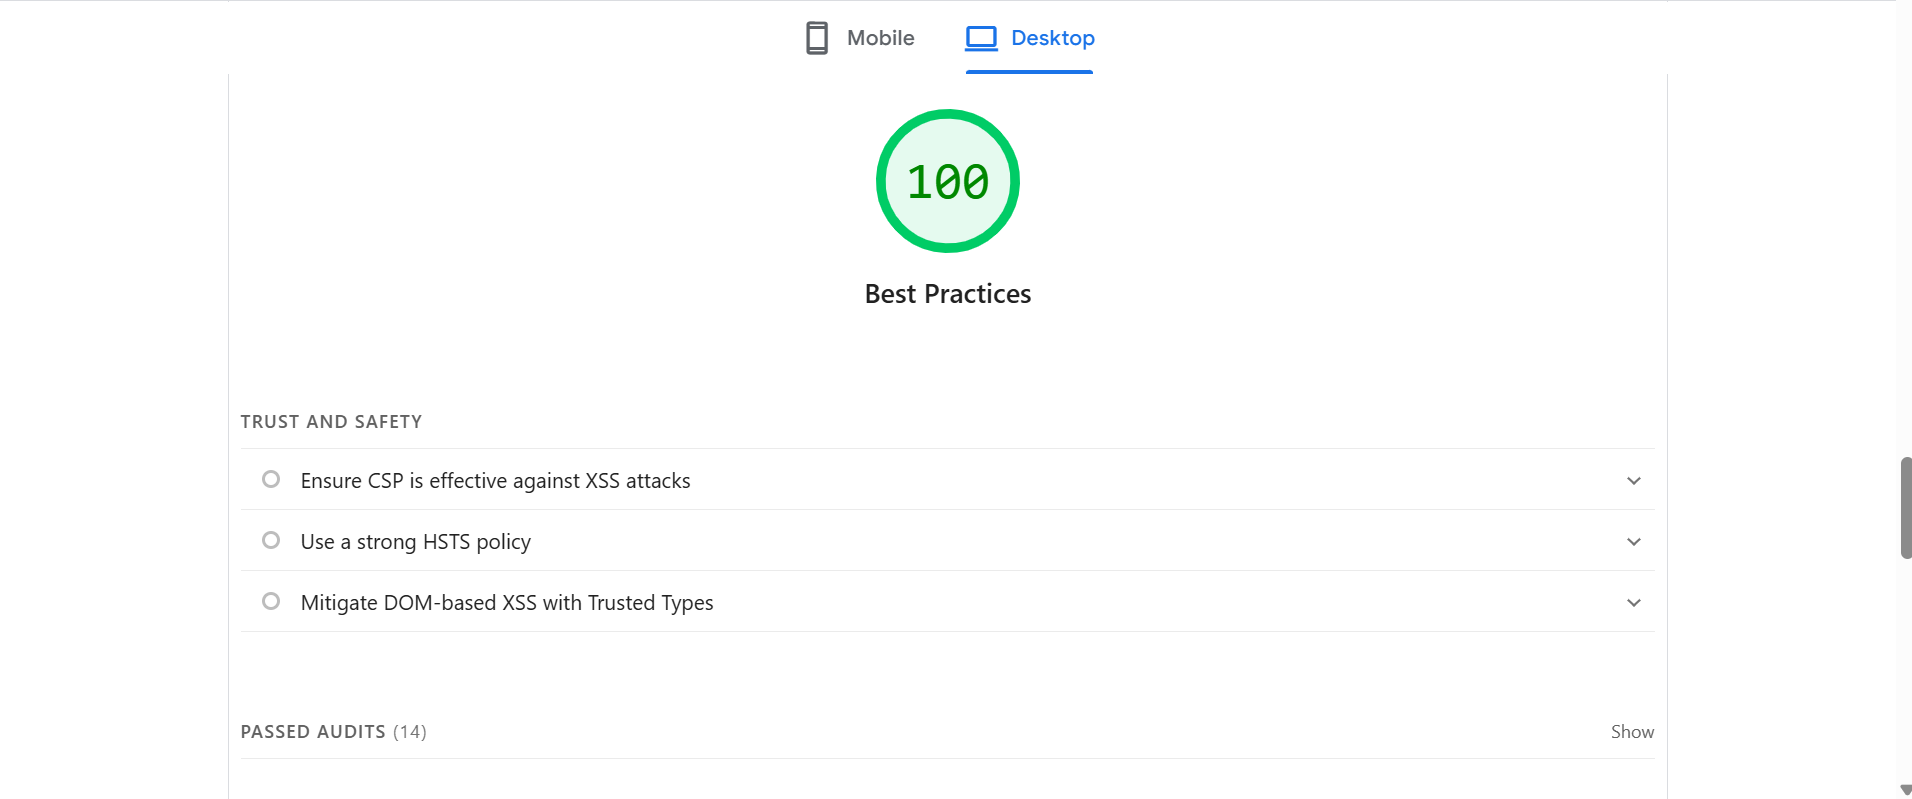 Mobile
Desktop
100
Best Practices
TRUST AND SAFETY
Ensure CSP is effective against XSS attacks
Use a strong HSTS policy
Mitigate DOM-based XSS with Trusted Types
PASSED AUDITS (14)
Show